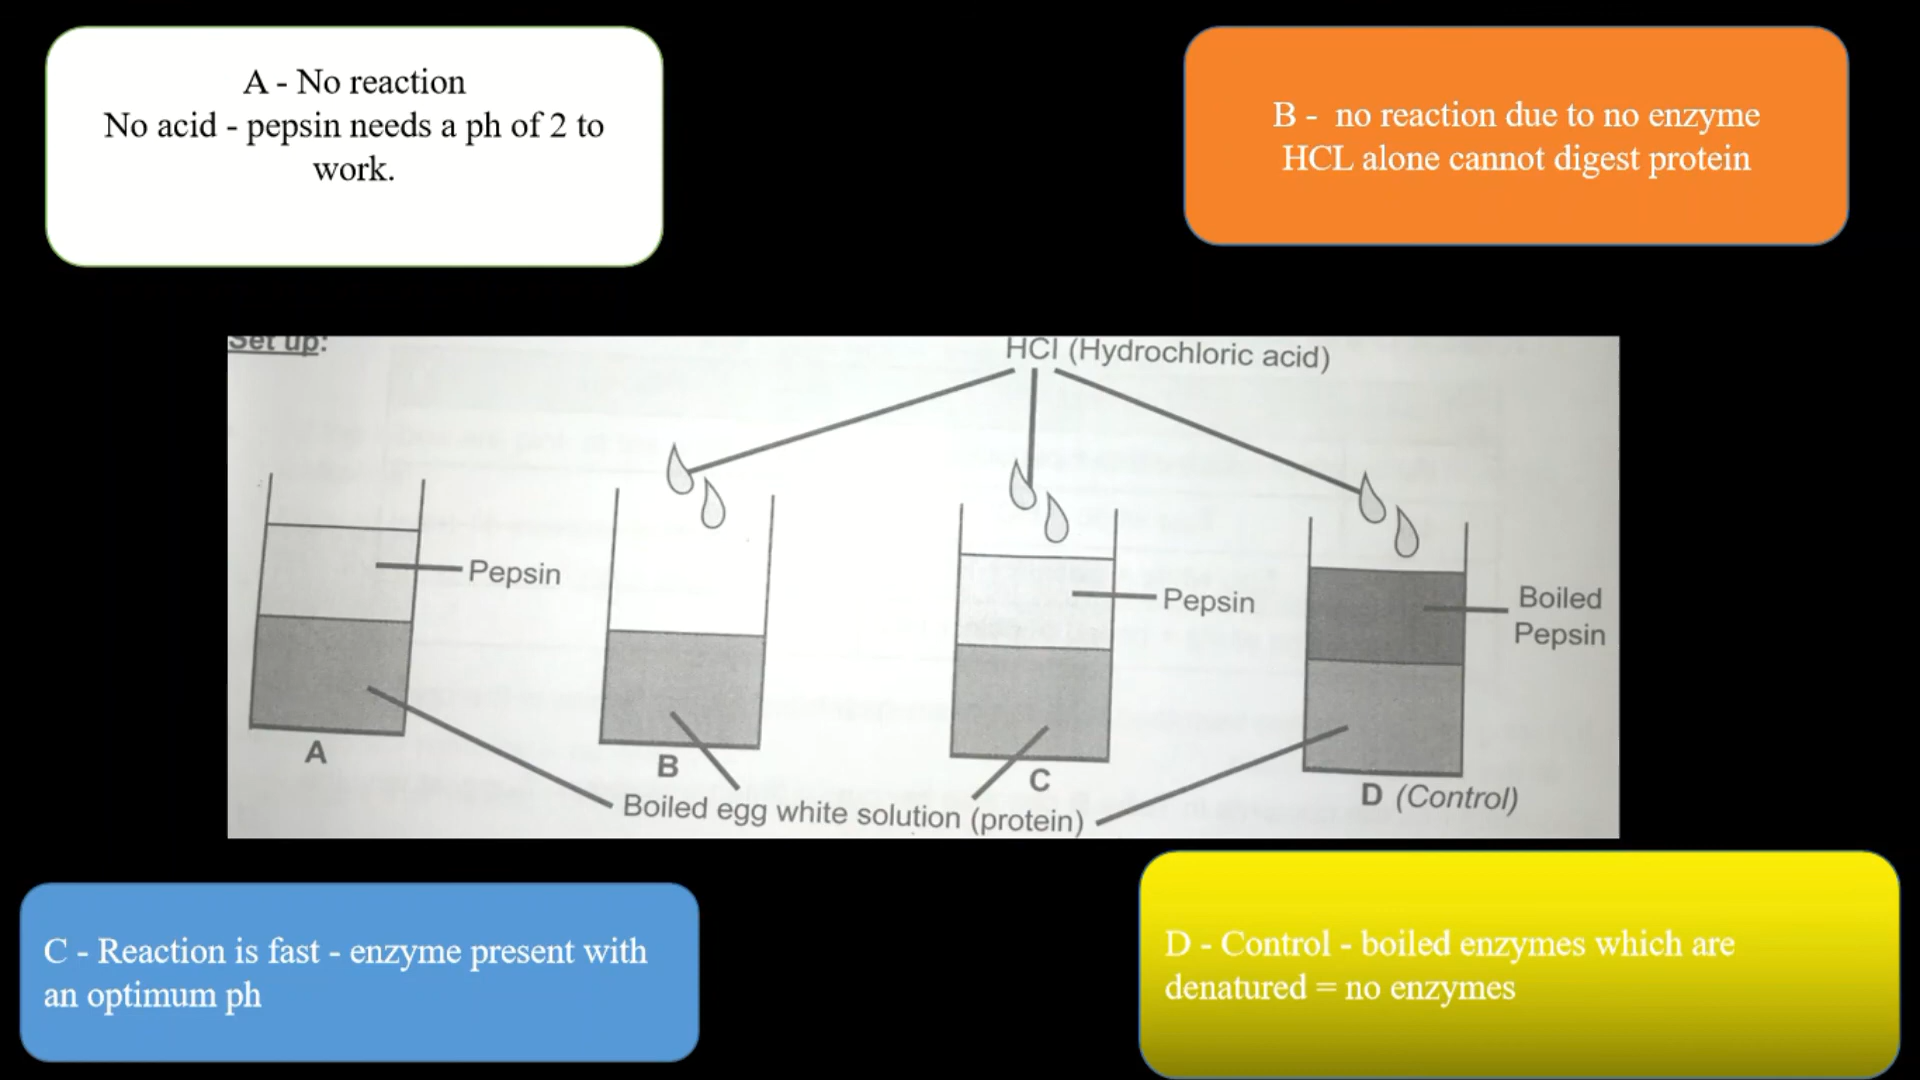 A - No reaction
No acid - pepsin needs a ph of 2 to
work.
B - no reaction due to no enzyme
HCL alone cannot digest protein
Set up:
HCl (Hydrochloric acid)
Pepsin
Pepsin
Boiled
Pepsin
A
B
C
D (Control)
Boiled egg white solution (protein)
C - Reaction is fast - enzyme present with
an optimum ph
D - Control - boiled enzymes which are
denatured = no enzymes